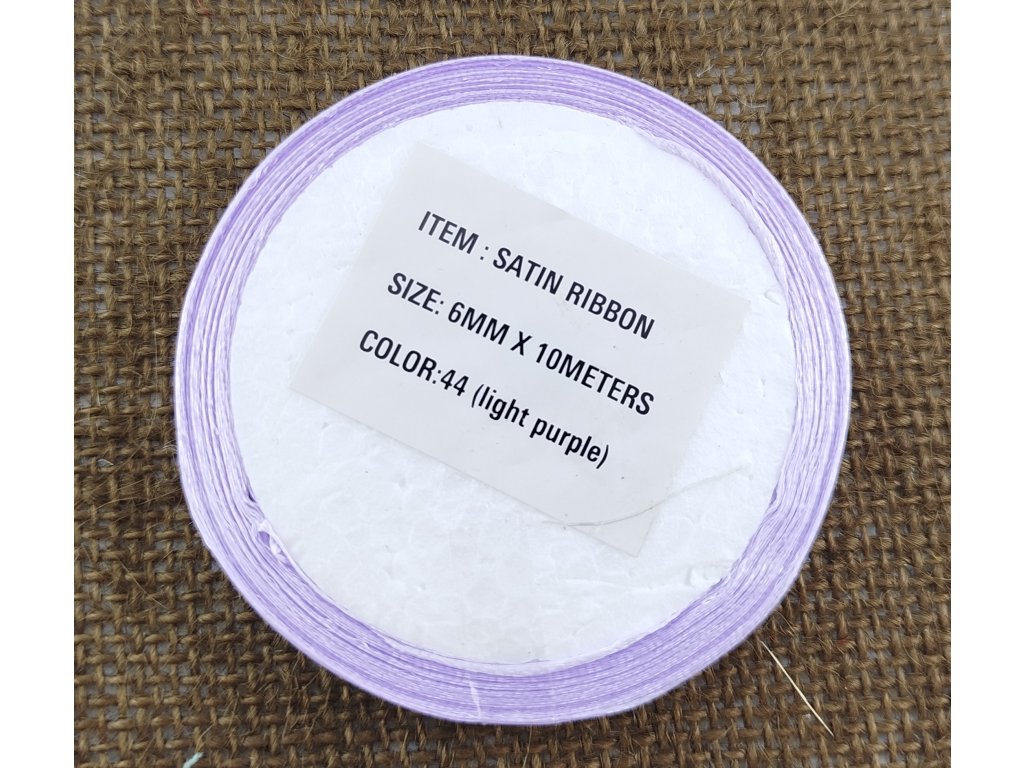 ITEM : SATIN RIBBON
SIZE: 6MM X 10METERS
COLOR:44 (light purple)